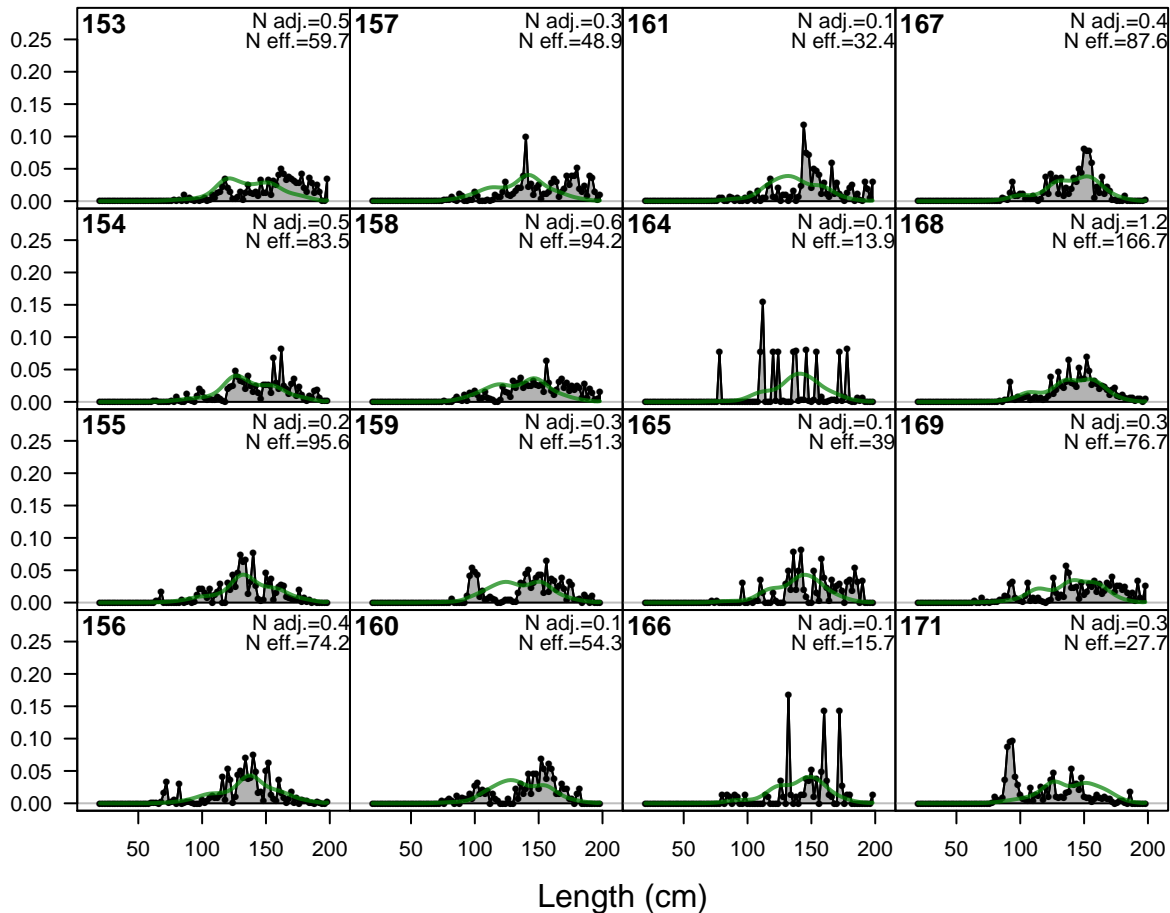 153 N adj.=0.5
N eff.=59.7
157 N adj.=0.3
N eff.=48.9
161 N adj.=0.1
N eff.=32.4
167 N adj.=0.4
N eff.=87.6
0.25
0.20
0.15
0.10
0.05
0.00
154 N adj.=0.5
N eff.=83.5
158 N adj.=0.6
N eff.=94.2
164 N adj.=0.1
N eff.=13.9
168 N adj.=1.2
N eff.=166.7
0.25
0.20
0.15
0.10
0.05
0.00
155 N adj.=0.2
N eff.=95.6
159 N adj.=0.3
N eff.=51.3
165 N adj.=0.1
N eff.=39
169 N adj.=0.3
N eff.=76.7
0.25
0.20
0.15
0.10
0.05
0.00
156 N adj.=0.4
N eff.=74.2
160 N adj.=0.1
N eff.=54.3
166 N adj.=0.1
N eff.=15.7
171 N adj.=0.3
N eff.=27.7
0.25
0.20
0.15
0.10
0.05
0.00
50 100 150 200 50 100 150 200 50 100 150 200 50 100 150 200
Length (cm)